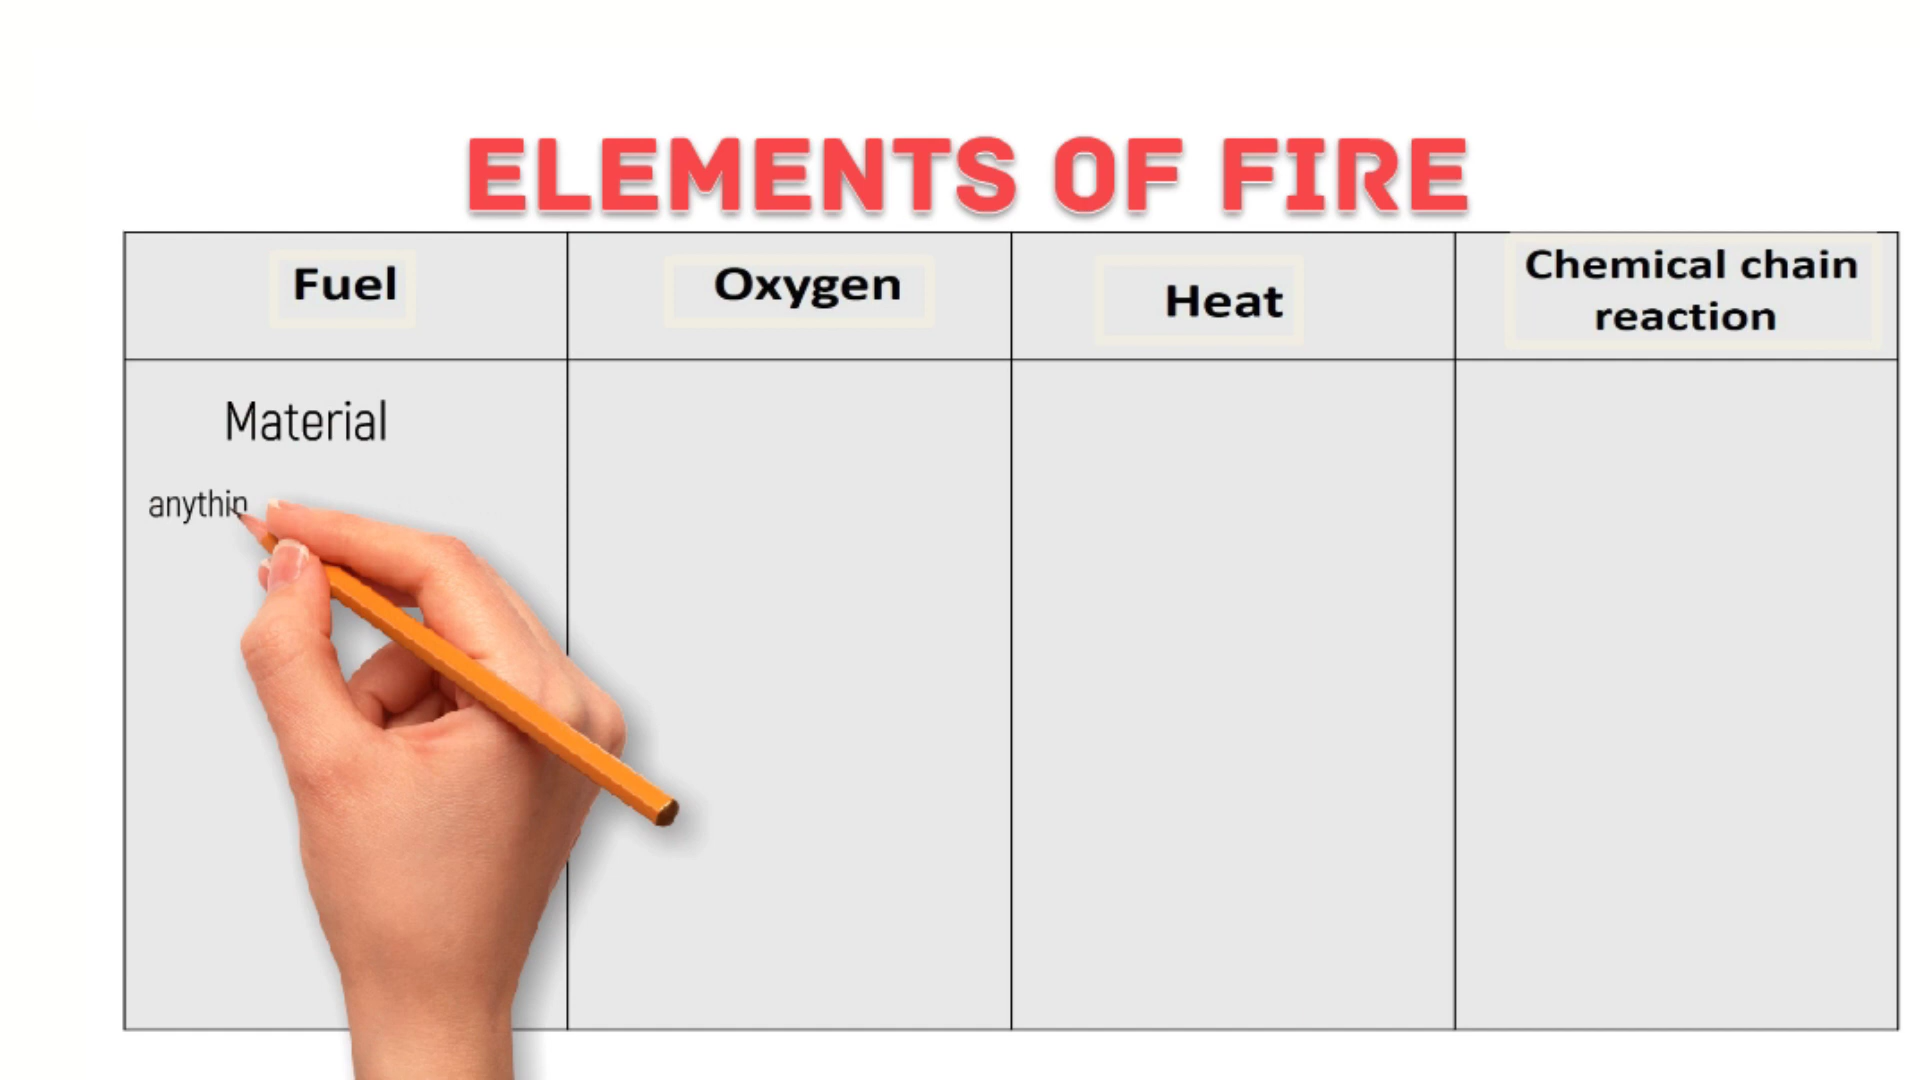 ELEMENTS OF FIRE
Fuel
Oxygen
Heat
Chemical chain
reaction
Material
anythin